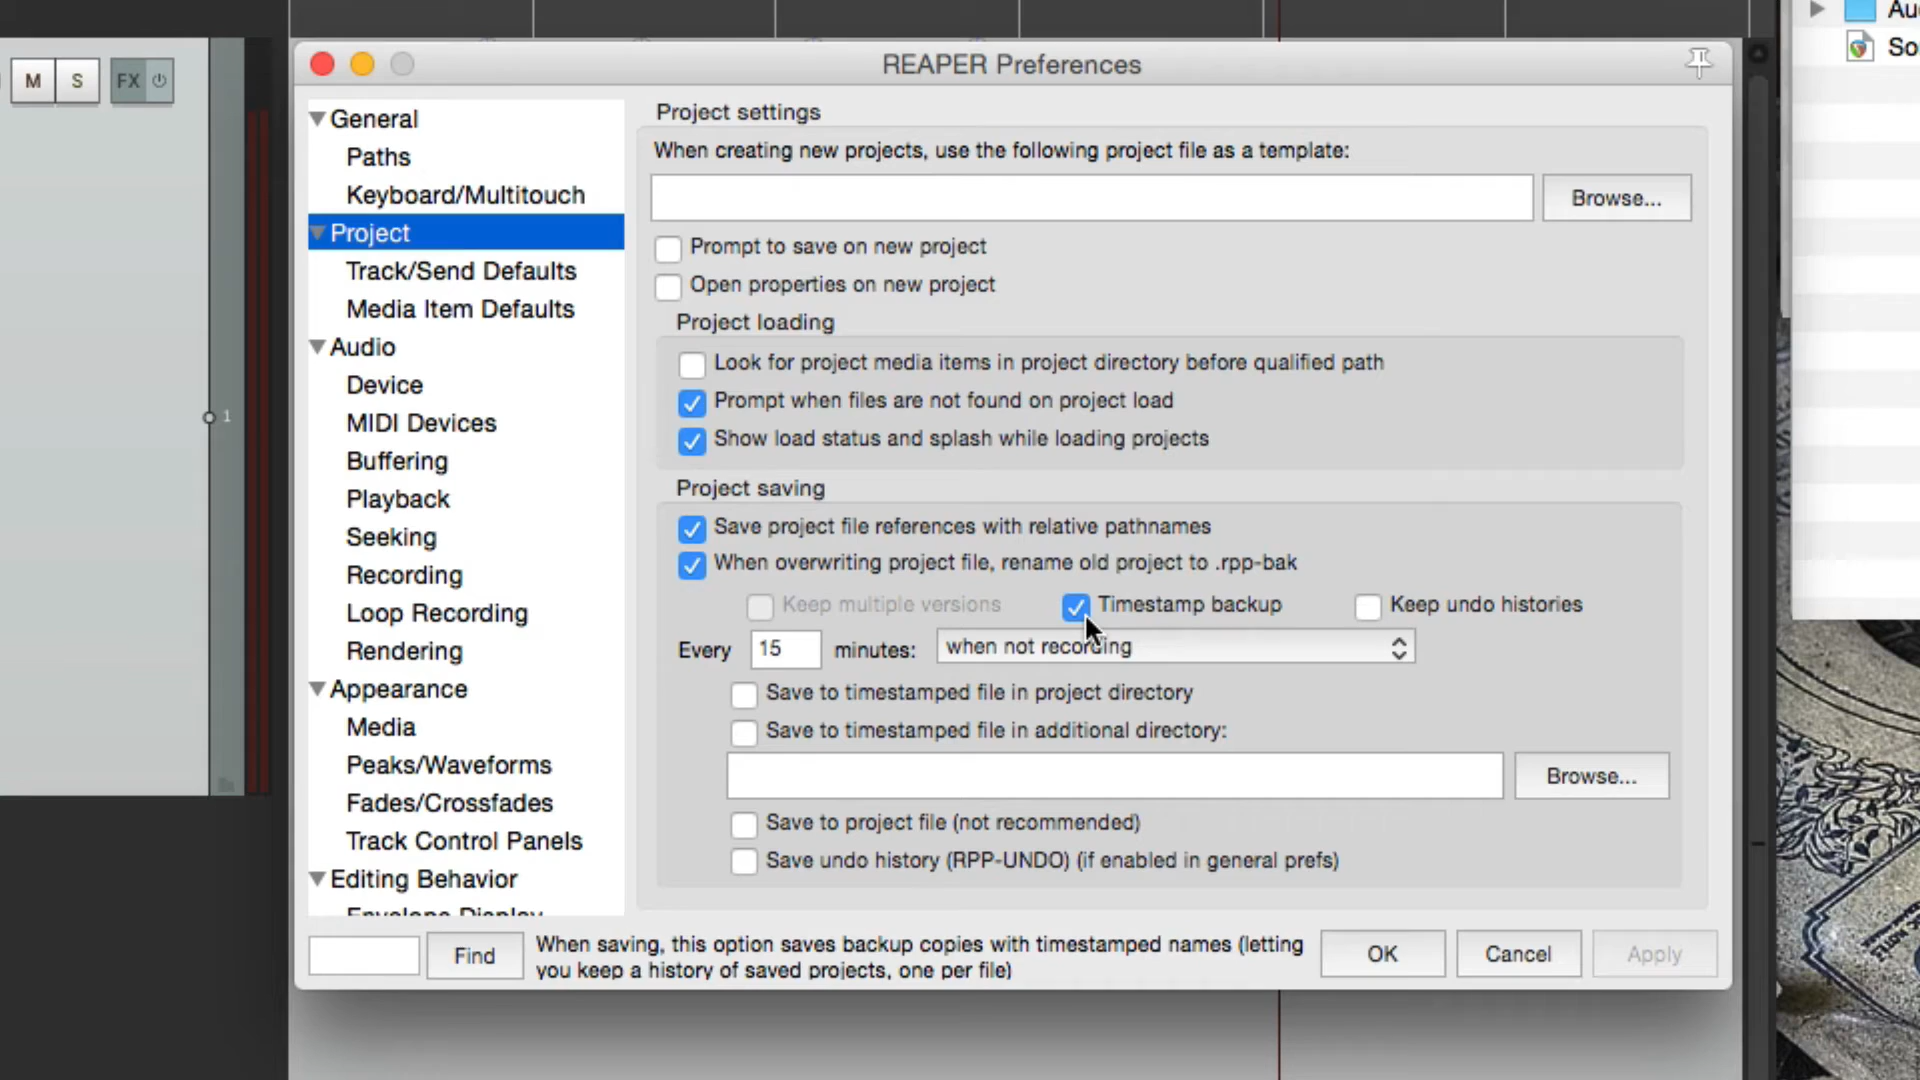 REAPER Preferences
M
S
FX
1
Au
So
General
Paths
Keyboard/Multitouch
Project
Track/Send Defaults
Media Item Defaults
Audio
Device
MIDI Devices
Buffering
Playback
Seeking
Recording
Loop Recording
Rendering
Appearance
Media
Peaks/Waveforms
Fades/Crossfades
Track Control Panels
Editing Behavior
Envelope Display
Project settings
When creating new projects, use the following project file as a template:
Browse...
Prompt to save on new project
Open properties on new project
Project loading
Look for project media items in project directory before qualified path
Prompt when files are not found on project load
Show load status and splash while loading projects
Project saving
Save project file references with relative pathnames
When overwriting project file, rename old project to .rpp-bak
Keep multiple versions Timestamp backup Keep undo histories
Every 15 minutes: when not recording
Save to timestamped file in project directory
Save to timestamped file in additional directory:
Browse...
Save to project file (not recommended)
Save undo history (RPP-UNDO) (if enabled in general prefs)
Find
When saving, this option saves backup copies with timestamped names (letting
you keep a history of saved projects, one per file)
OK Cancel Apply